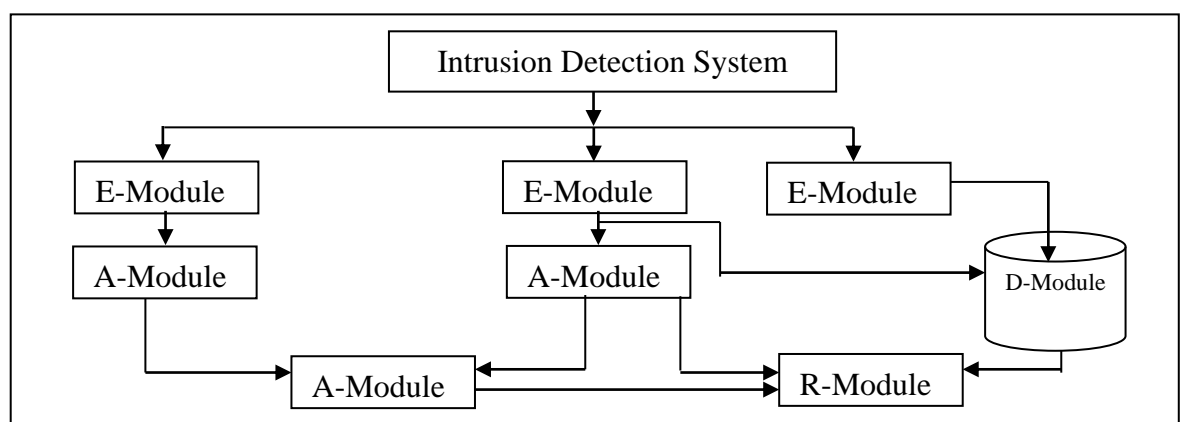 Intrusion Detection System
E-Module
E-Module
E-Module
A-Module
A-Module
D-Module
A-Module
R-Module